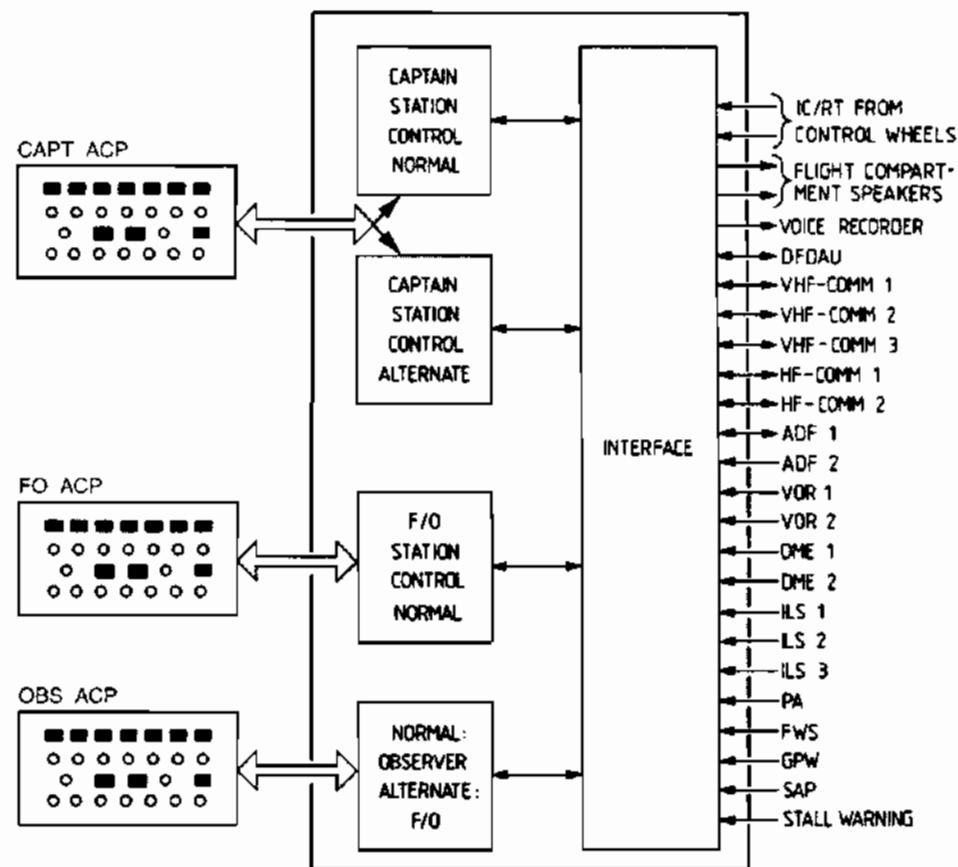 CAPT ACP
CAPTAIN
STATION
CONTROL
NORMAL
CAPTAIN
STATION
CONTROL
ALTERNATE
FO ACP
F/O
STATION
CONTROL
NORMAL
OBS ACP
NORMAL:
OBSERVER
ALTERNATE:
F/O
INTERFACE
IC/RT FROM
CONTROL WHEELS
FLIGHT COMPART-
MENT SPEAKERS
VOICE RECORDER
DFDAU
VHF-COMM 1
VHF-COMM 2
VHF-COMM 3
HF-COMM 1
HF-COMM 2
ADF 1
ADF 2
VOR 1
VOR 2
DME 1
DME 2
ILS 1
ILS 2
ILS 3
PA
FWS
GPW
SAP
STALL WARNING